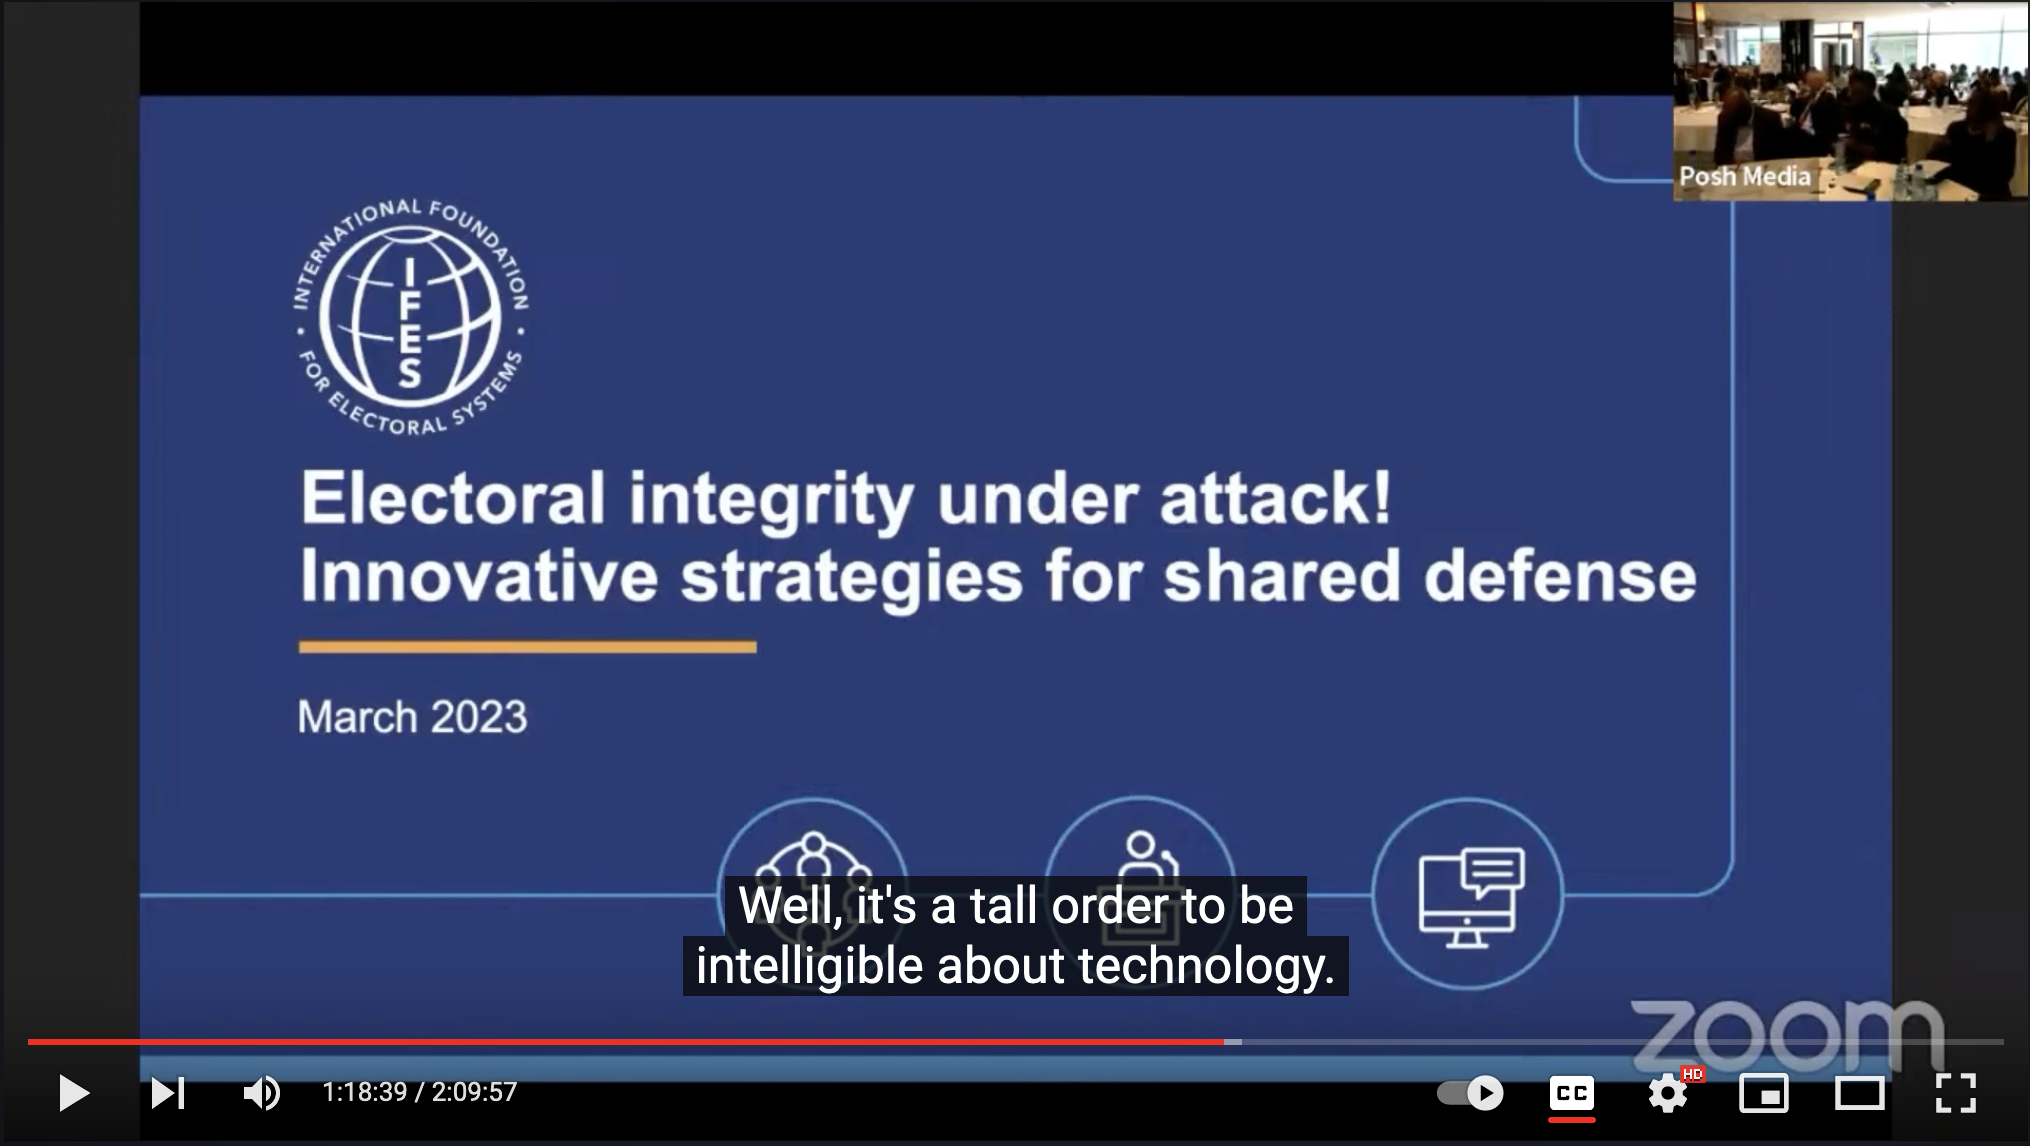 Posh Media
INTERNATIONAL FOUNDATION
FOR ELECTORAL SYSTEMS
I
F
E
S
Electoral integrity under attack!
Innovative strategies for shared defense
March 2023
Well, it's a tall order to be
intelligible about technology.
zoom
1:18:39 / 2:09:57
CC
HD